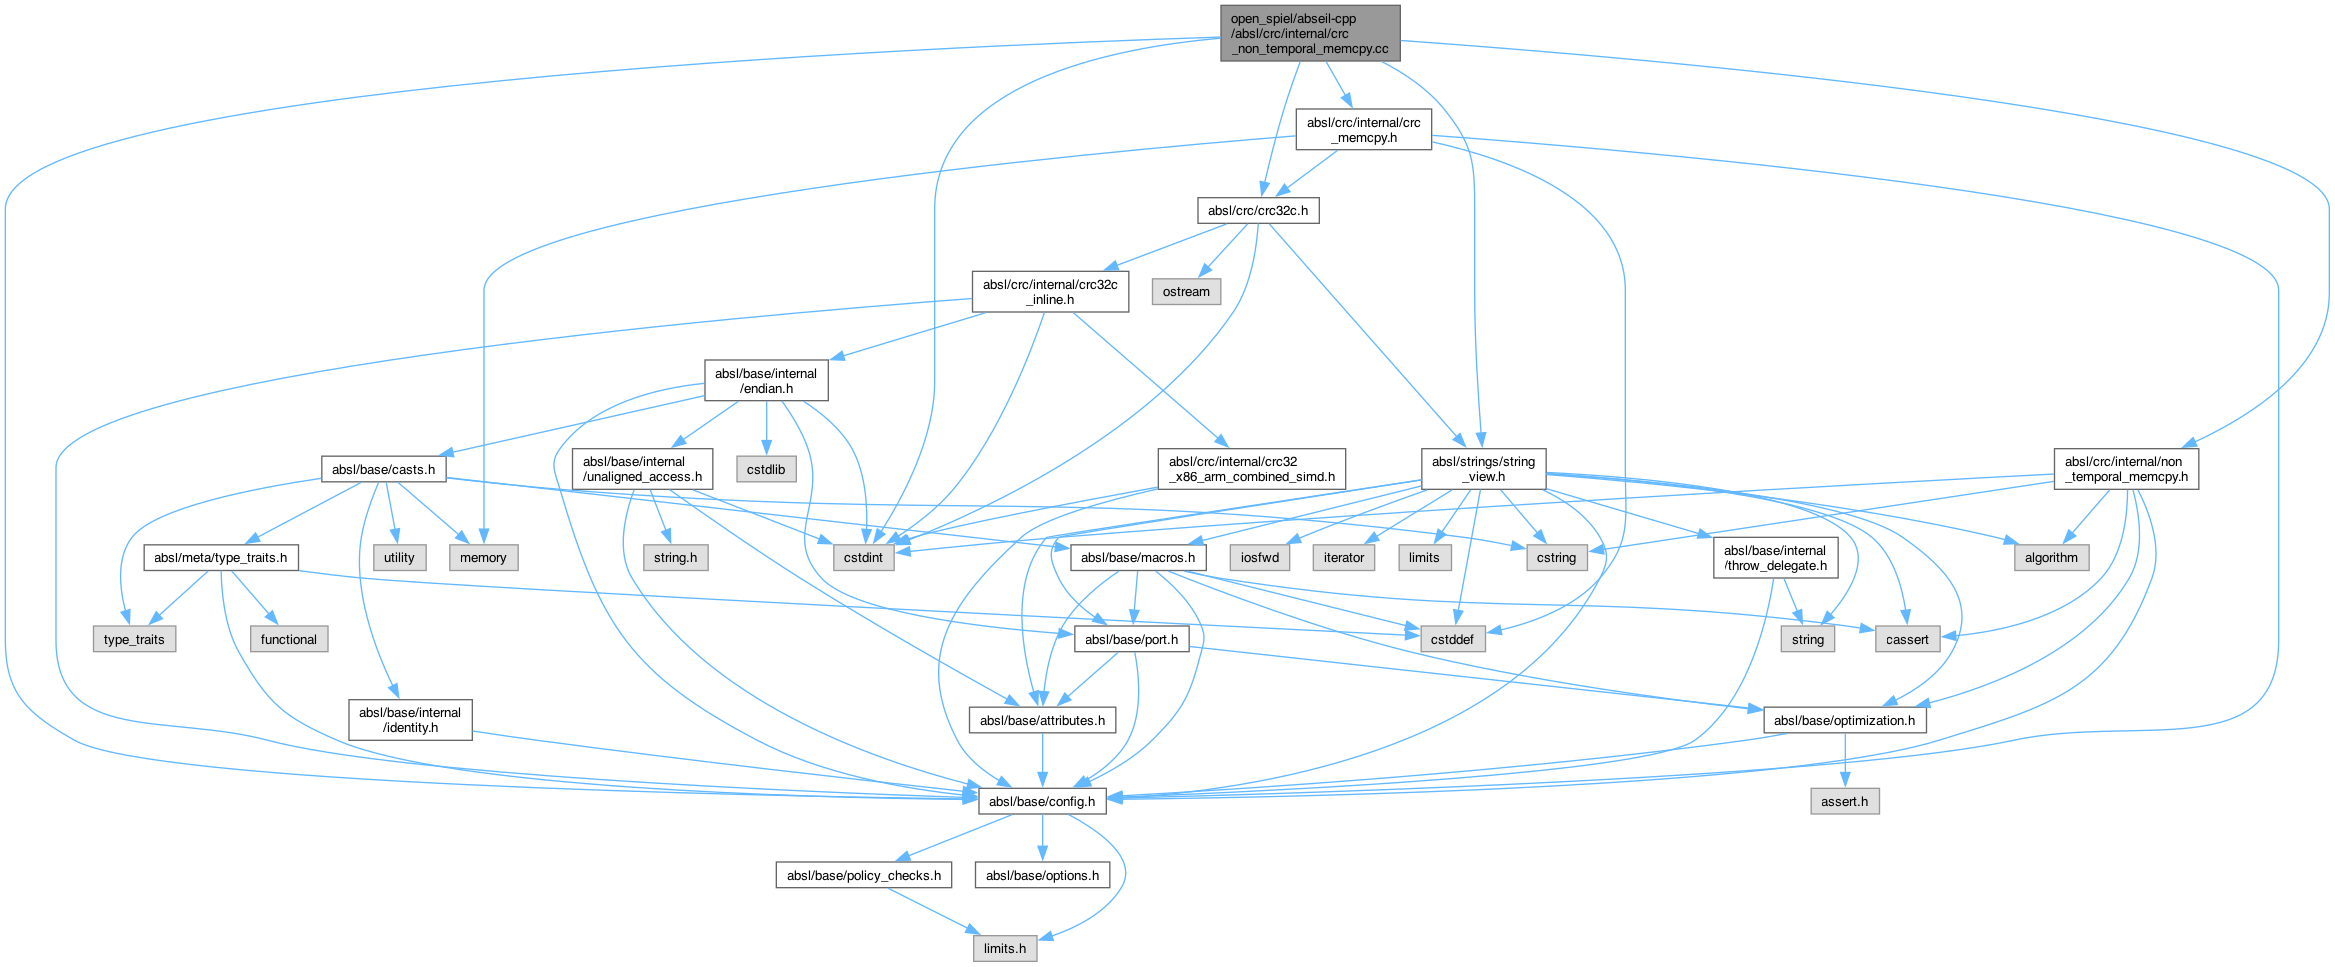 open_spiel/abseil-cpp
/absl/crc/internal/crc
_non_temporal_memcpy.cc
absl/crc/internal/crc
_memcpy.h
absl/crc/crc32c.h
absl/crc/internal/crc32c
_inline.h
ostream
absl/base/internal
/endian.h
absl/base/casts.h
absl/base/internal
/unaligned_access.h
cstdlib
absl/crc/internal/crc32
_x86_arm_combined_simd.h
absl/strings/string
_view.h
absl/crc/internal/non
_temporal_memcpy.h
absl/meta/type_traits.h
utility
memory
string.h
cstdint
absl/base/macros.h
iosfwd
iterator
limits
cstring
absl/base/internal
/throw_delegate.h
algorithm
type_traits
functional
absl/base/port.h
cstddef
string
cassert
absl/base/internal
/identity.h
absl/base/attributes.h
absl/base/optimization.h
absl/base/config.h
assert.h
absl/base/policy_checks.h
absl/base/options.h
limits.h